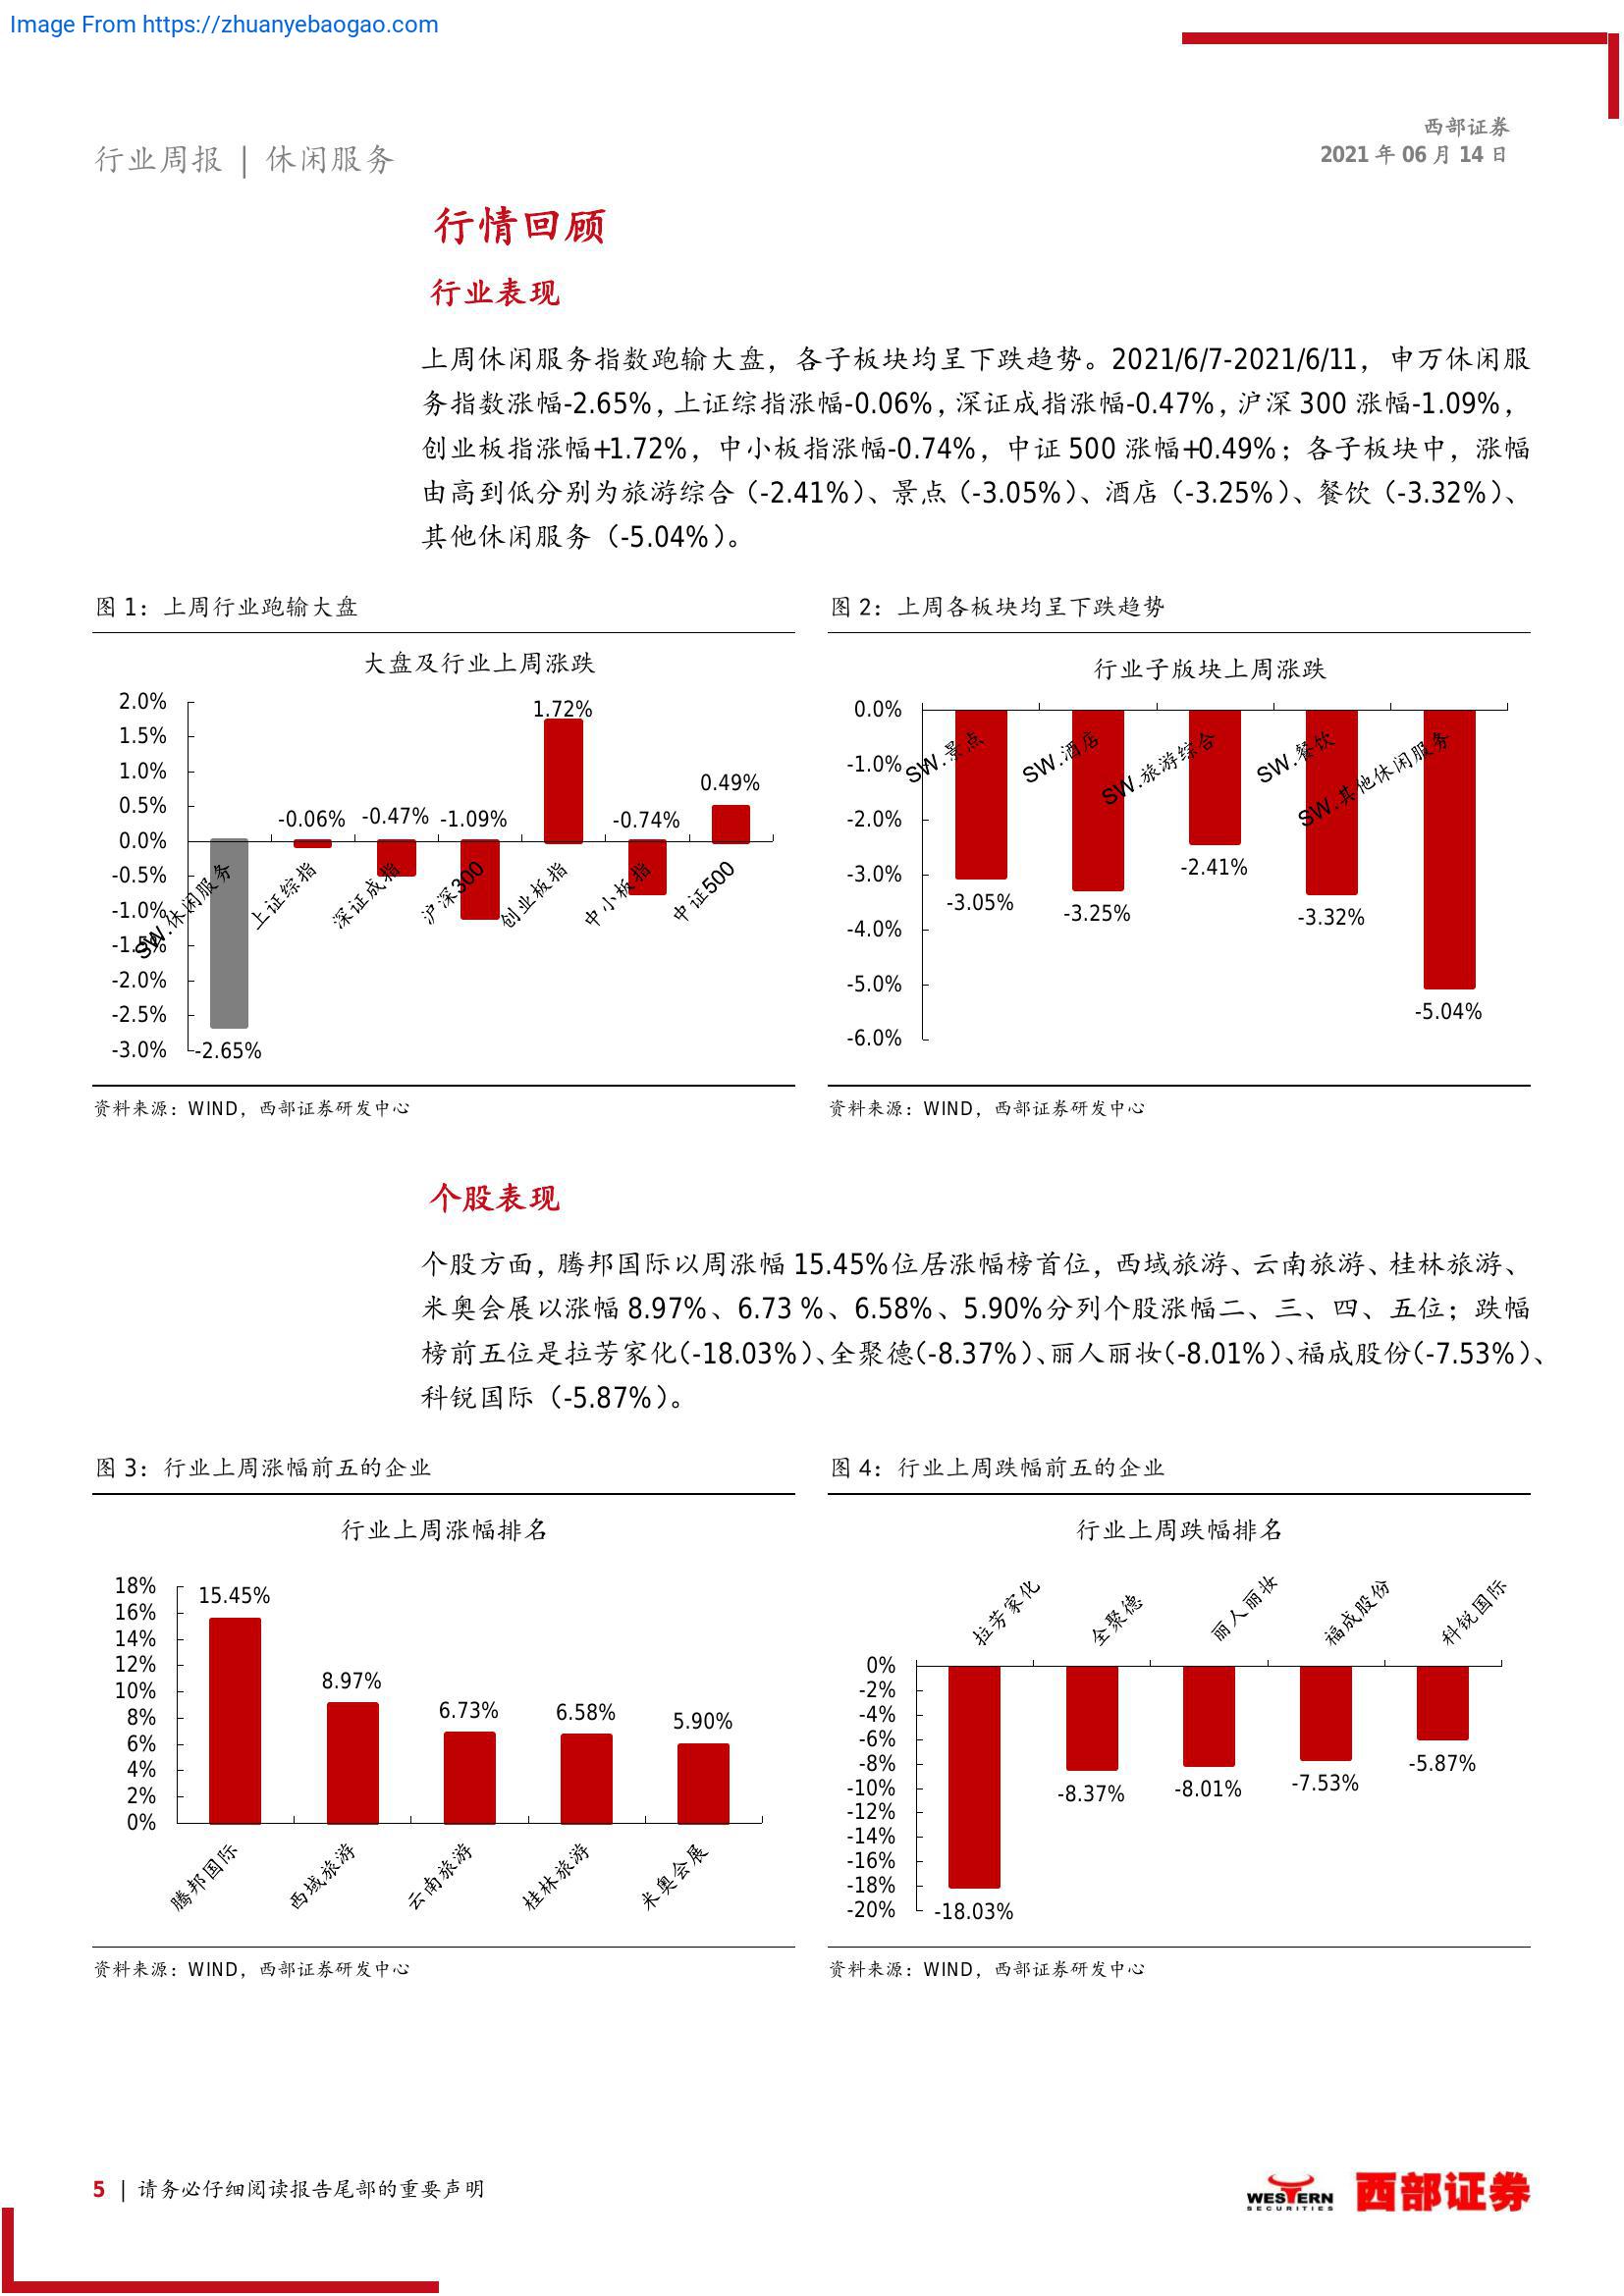 Image From https://zhuanyebaogao.com
西部证券
2021 年 06 月 14 日
行业周报 | 休闲服务
行情回顾
行业表现
上周休闲服务指数跑输大盘，各子板块均呈下跌趋势。2021/6/7-2021/6/11，申万休闲服
务指数涨幅-2.65%，上证综指涨幅-0.06%，深证成指涨幅-0.47%，沪深 300 涨幅-1.09%，
创业板指涨幅+1.72%，中小板指涨幅-0.74%，中证 500 涨幅+0.49%；各子板块中，涨幅
由高到低分别为旅游综合（-2.41%）、景点（-3.05%）、酒店（-3.25%）、餐饮（-3.32%）、
其他休闲服务（-5.04%）。
图 1：上周行业跑输大盘
大盘及行业上周涨跌
2.0%
1.5%
1.0%
0.5%
0.0%
-0.5%
-1.0%
-1.5%
-2.0%
-2.5%
-3.0%
-2.65%
-0.06%
-0.47%
-1.09%
1.72%
-0.74%
0.49%
SW.休闲服务
上证综指
深证成指
沪深300
创业板指
中小板指
中证500
资料来源：WIND，西部证券研发中心
图 2：上周各板块均呈下跌趋势
行业子版块上周涨跌
0.0%
-1.0%
-2.0%
-3.0%
-4.0%
-5.0%
-6.0%
SW.景点
SW.酒店
SW.旅游综合
SW.餐饮
SW.其他休闲服务
-3.05%
-3.25%
-2.41%
-3.32%
-5.04%
资料来源：WIND，西部证券研发中心
个股表现
个股方面，腾邦国际以周涨幅 15.45%位居涨幅榜首位，西域旅游、云南旅游、桂林旅游、
米奥会展以涨幅 8.97%、6.73 %、6.58%、5.90%分列个股涨幅二、三、四、五位；跌幅
榜前五位是拉芳家化（-18.03%）、全聚德（-8.37%）、丽人丽妆（-8.01%）、福成股份（-7.53%）、
科锐国际（-5.87%）。
图 3：行业上周涨幅前五的企业
行业上周涨幅排名
18%
16%
14%
12%
10%
8%
6%
4%
2%
0%
15.45%
8.97%
6.73%
6.58%
5.90%
腾邦国际
西域旅游
云南旅游
桂林旅游
米奥会展
资料来源：WIND，西部证券研发中心
图 4：行业上周跌幅前五的企业
行业上周跌幅排名
拉芳家化
全聚德
丽人丽妆
福成股份
科锐国际
0%
-2%
-4%
-6%
-8%
-10%
-12%
-14%
-16%
-18%
-20%
-18.03%
-8.37%
-8.01%
-7.53%
-5.87%
资料来源：WIND，西部证券研发中心
5 | 请务必仔细阅读报告尾部的重要声明
WESTERN
SECURITIES
西部证券